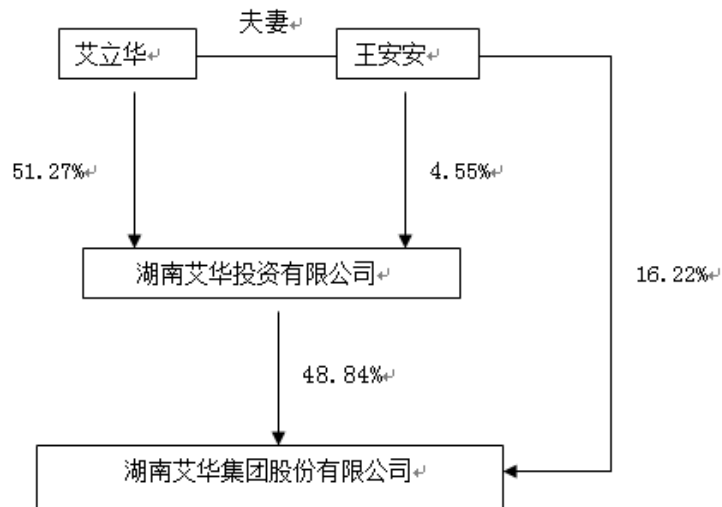 夫妻↵
艾立华↵
王安安↵
51.27%↵
4.55%↵
湖南艾华投资有限公司↵
16.22%↵
48.84%↵
湖南艾华集团股份有限公司↵